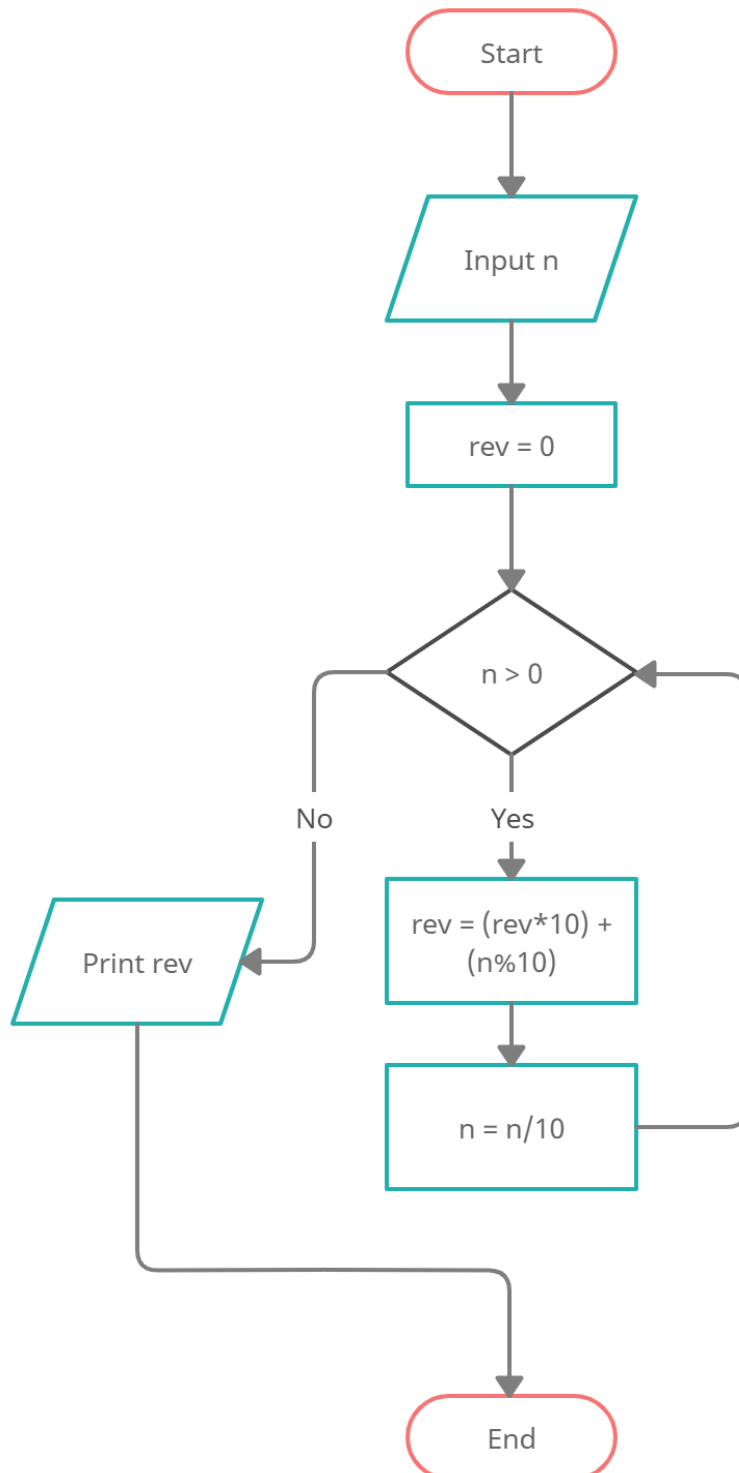 Start
Input n
rev = 0
n > 0
No
Yes
rev = (rev*10) +
(n%10)
Print rev
n = n/10
End